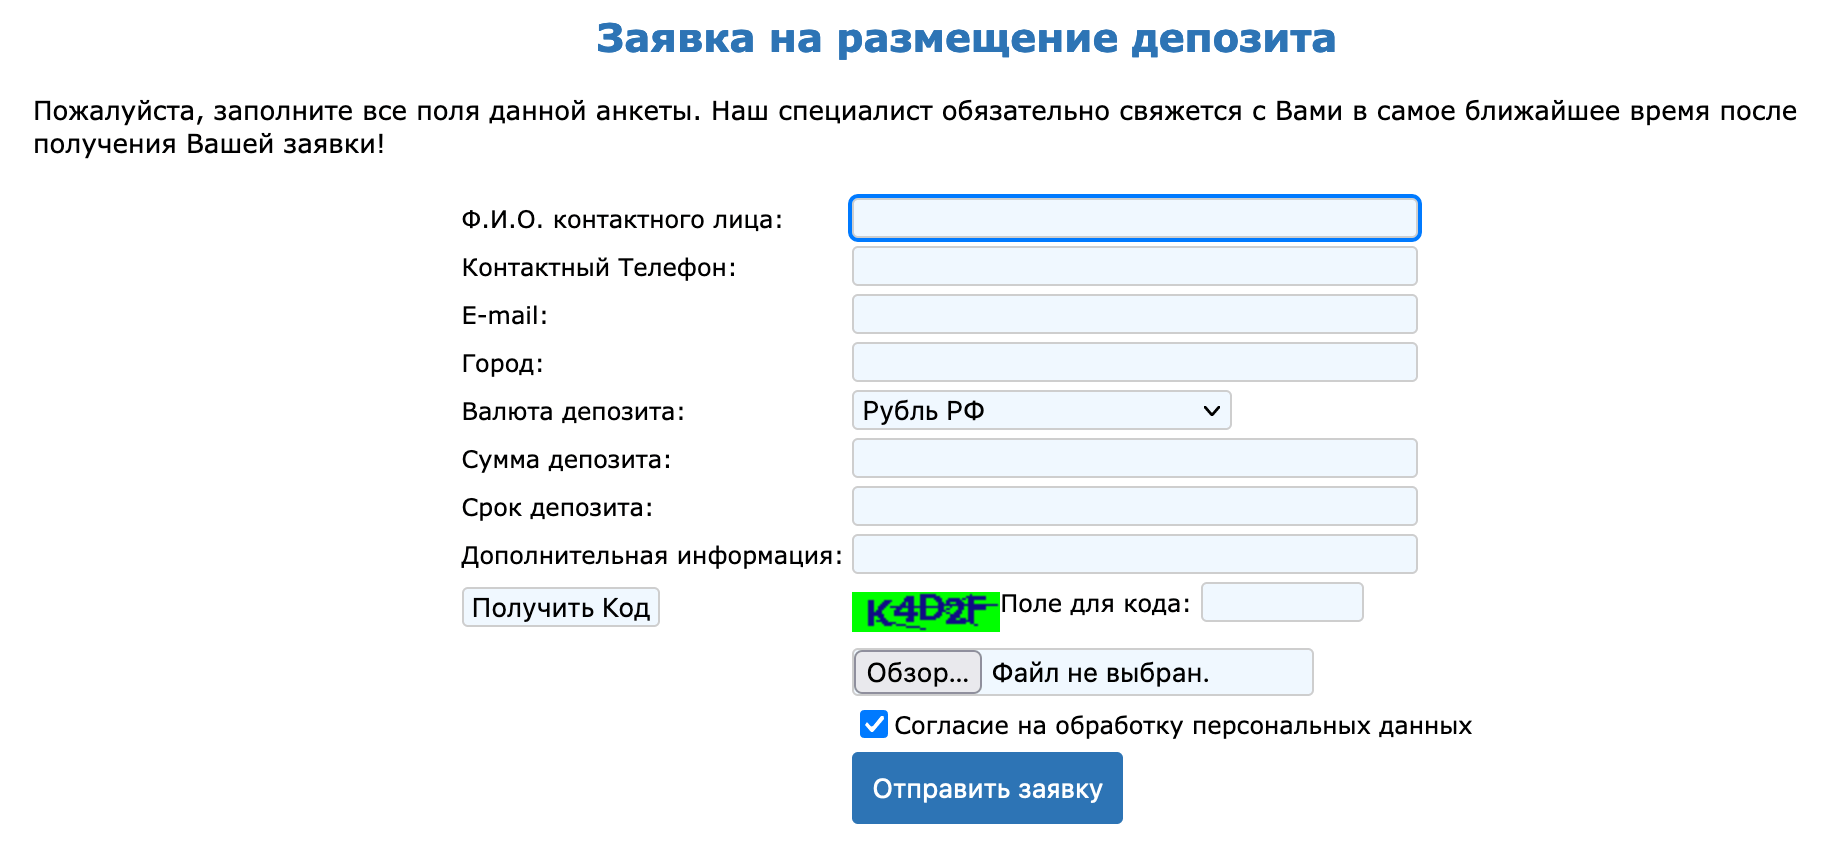 Заявка на размещение депозита
Пожалуйста, заполните все поля данной анкеты. Наш специалист обязательно свяжется с Вами в самое ближайшее время после
получения Вашей заявки!
Ф.И.О. контактного лица:
Контактный Телефон:
E-mail:
Город:
Валюта депозита: Рубль РФ
Сумма депозита:
Срок депозита:
Дополнительная информация:
Получить Код K4D2F Поле для кода:
Обзор... Файл не выбран.
Согласие на обработку персональных данных
Отправить заявку